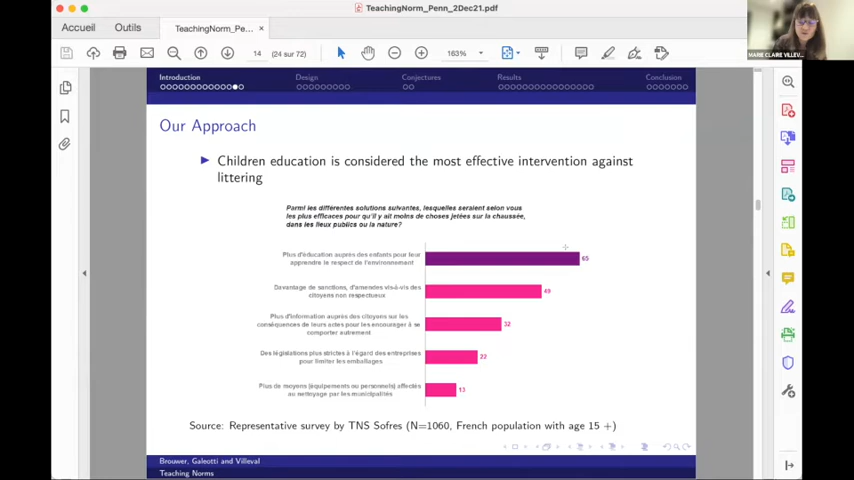 TeachingNorm_Penn_2Dec21.pdf
Accueil
Outils
TeachingNorm_Pe...
×
14
(24 sur 72)
163%
MARIE CLAIRE VILLEV...
Introduction
Design
Conjectures
Results
Conclusion
Our Approach
Children education is considered the most effective intervention against
littering
Parmi les différentes solutions suivantes, lesquelles seraient selon vous
les plus efficaces pour qu'il y ait moins de choses jetées sur la chaussée,
dans les lieux publics ou la nature?
Plus d'éducation auprès des enfants pour leur
apprendre le respect de l'environnement
65
Davantage de sanctions, d'amendes vis-à-vis des
citoyens non respectueux
49
Plus d'information auprès des citoyens sur les
conséquences de leurs actes pour les encourager à se
comporter autrement
32
Des législations plus strictes à l'égard des entreprises
pour limiter les emballages
22
Plus de moyens (équipements ou personnels) affectés
au nettoyage par les municipalités
13
Source: Representative survey by TNS Sofres (N=1060, French population with age 15 +)
Brouwer, Galeotti and Villeval
Teaching Norms